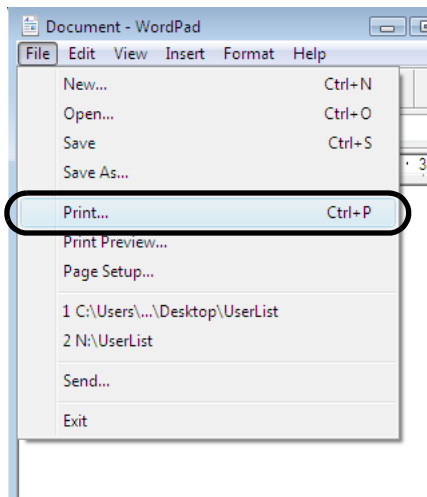 Document - WordPad
File Edit View Insert Format Help
New... Ctrl+N
Open... Ctrl+O
Save Ctrl+S
Save As...
3
Print... Ctrl+P
Print Preview...
Page Setup...
1 C:\Users\...\Desktop\UserList
2 N:\UserList
Send...
Exit